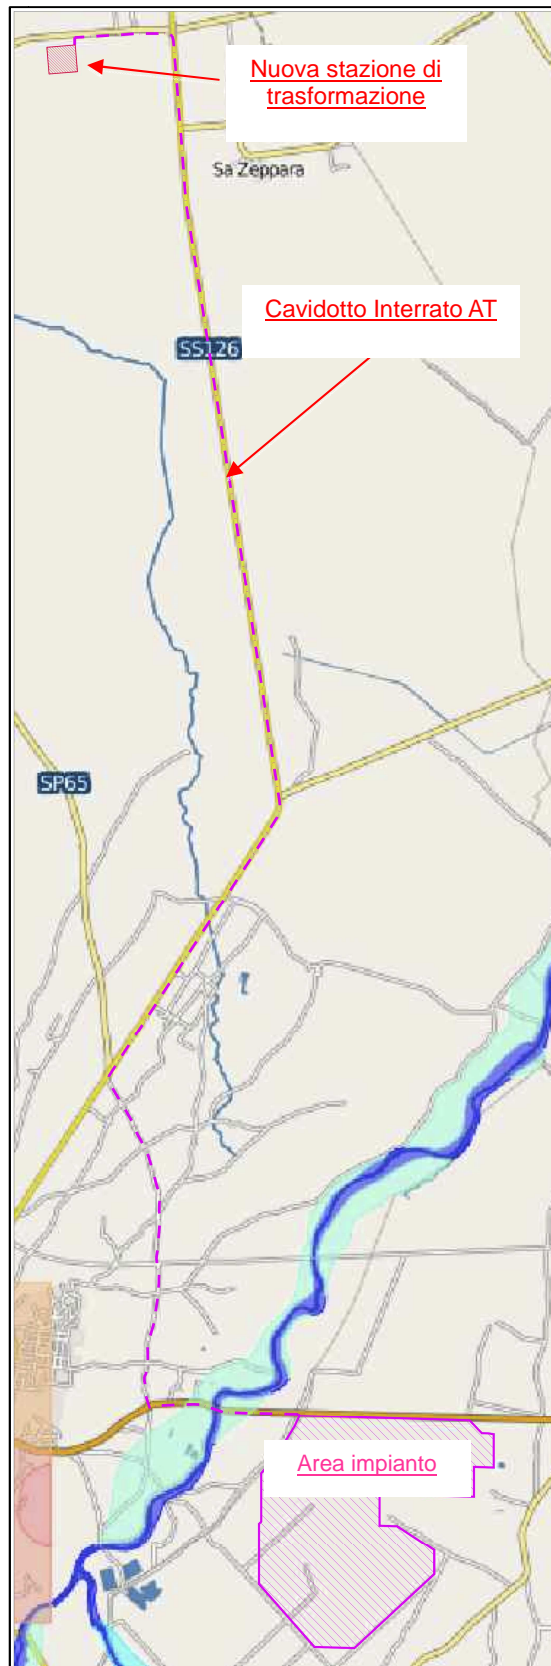 Nuova stazione di
trasformazione
Sa Zeppara
Cavidotto Interrato AT
SS126
SP65
Area impianto